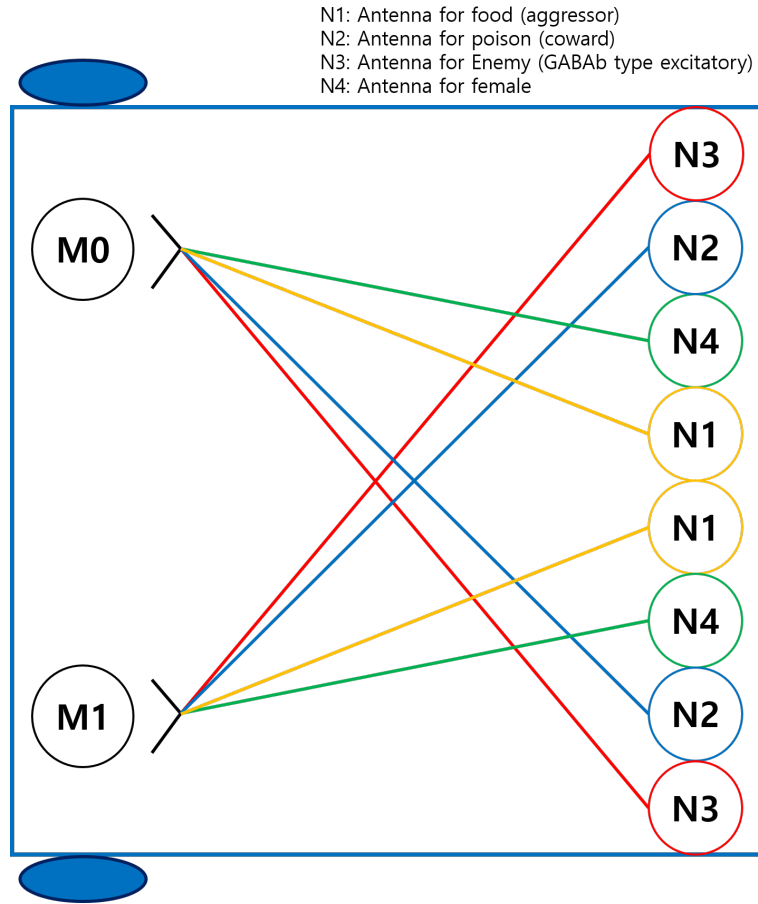 N1: Antenna for food (aggressor)
N2: Antenna for poison (coward)
N3: Antenna for Enemy (GABAb type excitatory)
N4: Antenna for female
N3
M0
N2
N4
N1
N1
N4
M1
N2
N3